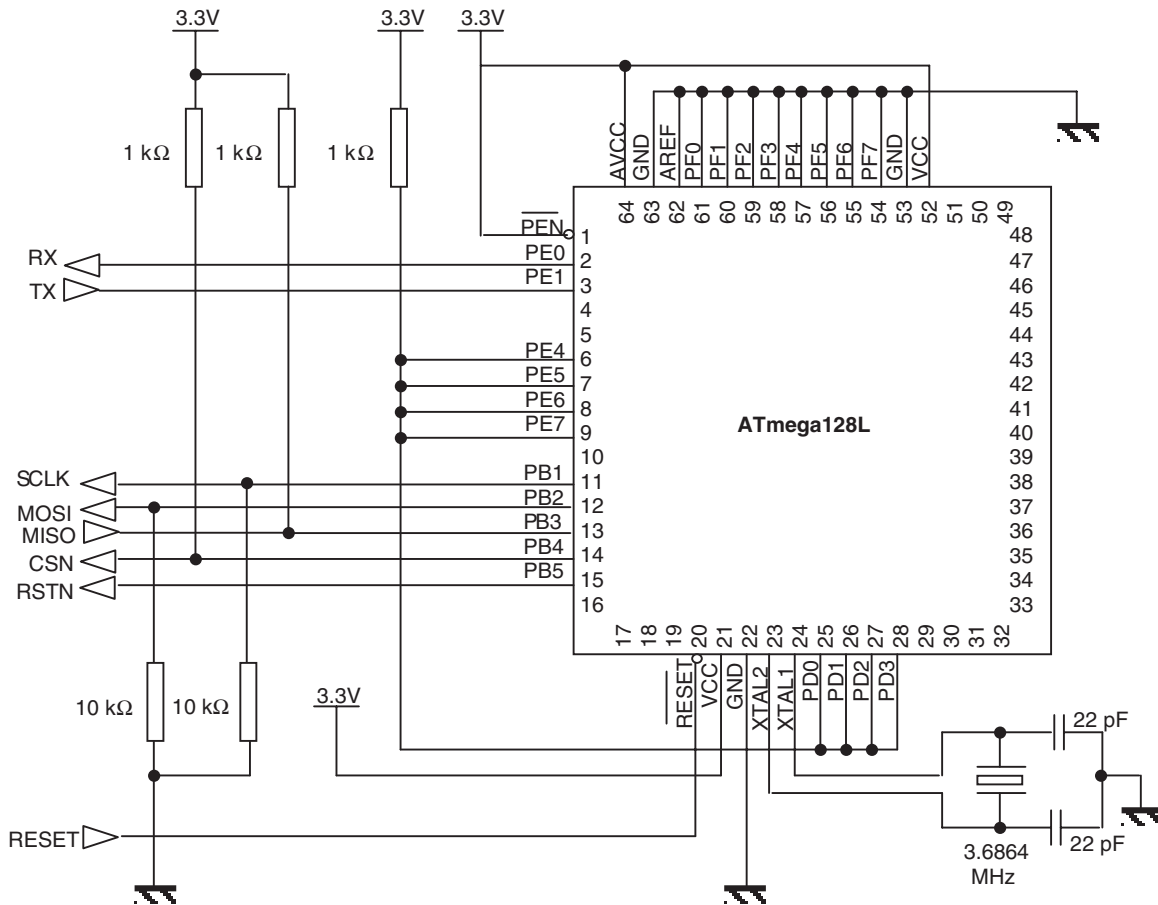 3.3V 3.3V 3.3V
1 kΩ 1 kΩ 1 kΩ
AVCC GND AREF PF0 PF1 PF2 PF3 PF4 PF5 PF6 PF7 GND VCC
64 63 62 61 60 59 58 57 56 55 54 53 52 51 50 49
PEN 1 48
RX PE0 2 47
TX PE1 3 46
4 45
5 44
PE4 6 43
PE5 7 42
PE6 8 41
PE7 9 40
ATmega128L
10 39
SCLK PB1 11 38
MOSI PB2 12 37
MISO PB3 13 36
CSN PB4 14 35
RSTN PB5 15 34
16 33
17 18 19 20 21 22 23 24 25 26 27 28 29 30 31 32
RESET VCC GND XTAL2 XTAL1 PD0 PD1 PD2 PD3
10 kΩ 10 kΩ
3.3V
22 pF
RESET
22 pF
3.6864
MHz